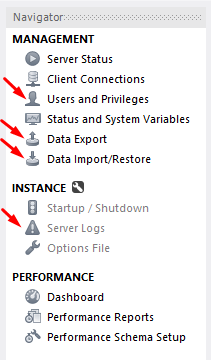 Navigator
MANAGEMENT
Server Status
Client Connections
Users and Privileges
Status and System Variables
Data Export
Data Import/Restore
INSTANCE
Startup / Shutdown
Server Logs
Options File
PERFORMANCE
Dashboard
Performance Reports
Performance Schema Setup